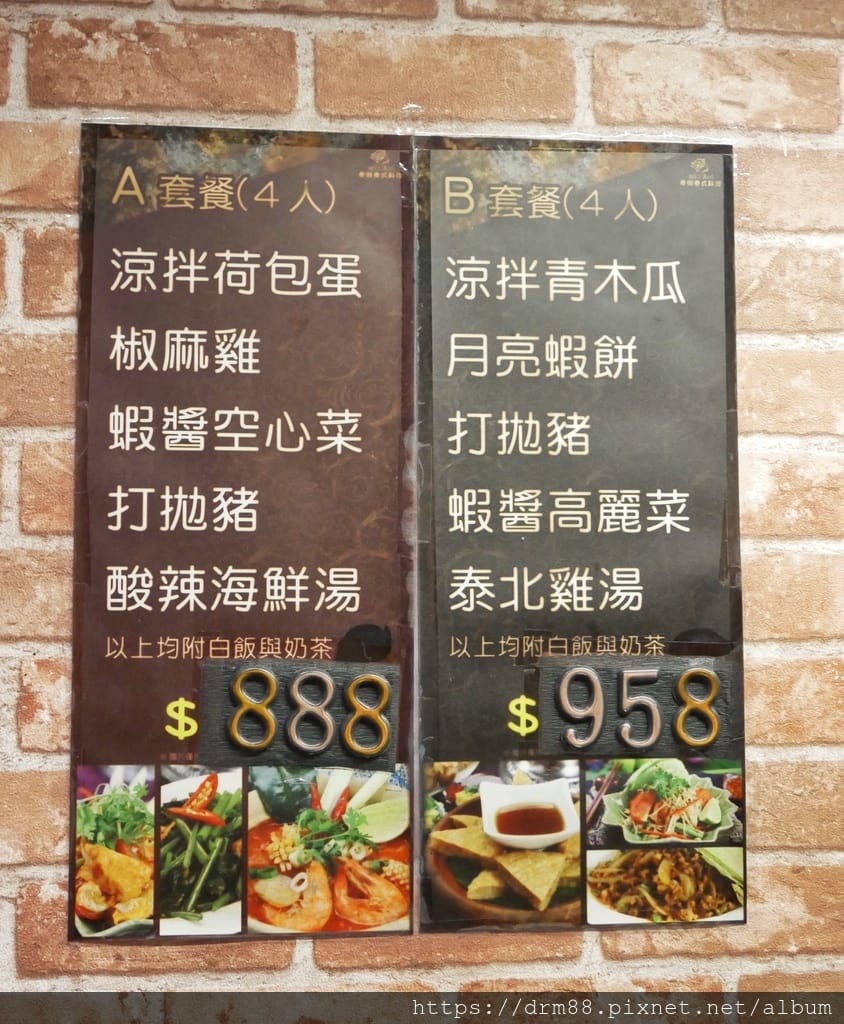 A 套餐(4人)
涼拌荷包蛋
椒麻雞
蝦醬空心菜
打拋豬
酸辣海鮮湯
以上均附白飯與奶茶
$ 888
B 套餐(4人)
涼拌青木瓜
月亮蝦餅
打拋豬
蝦醬高麗菜
泰北雞湯
以上均附白飯與奶茶
$ 958
https://drm88.pixnet.net/album